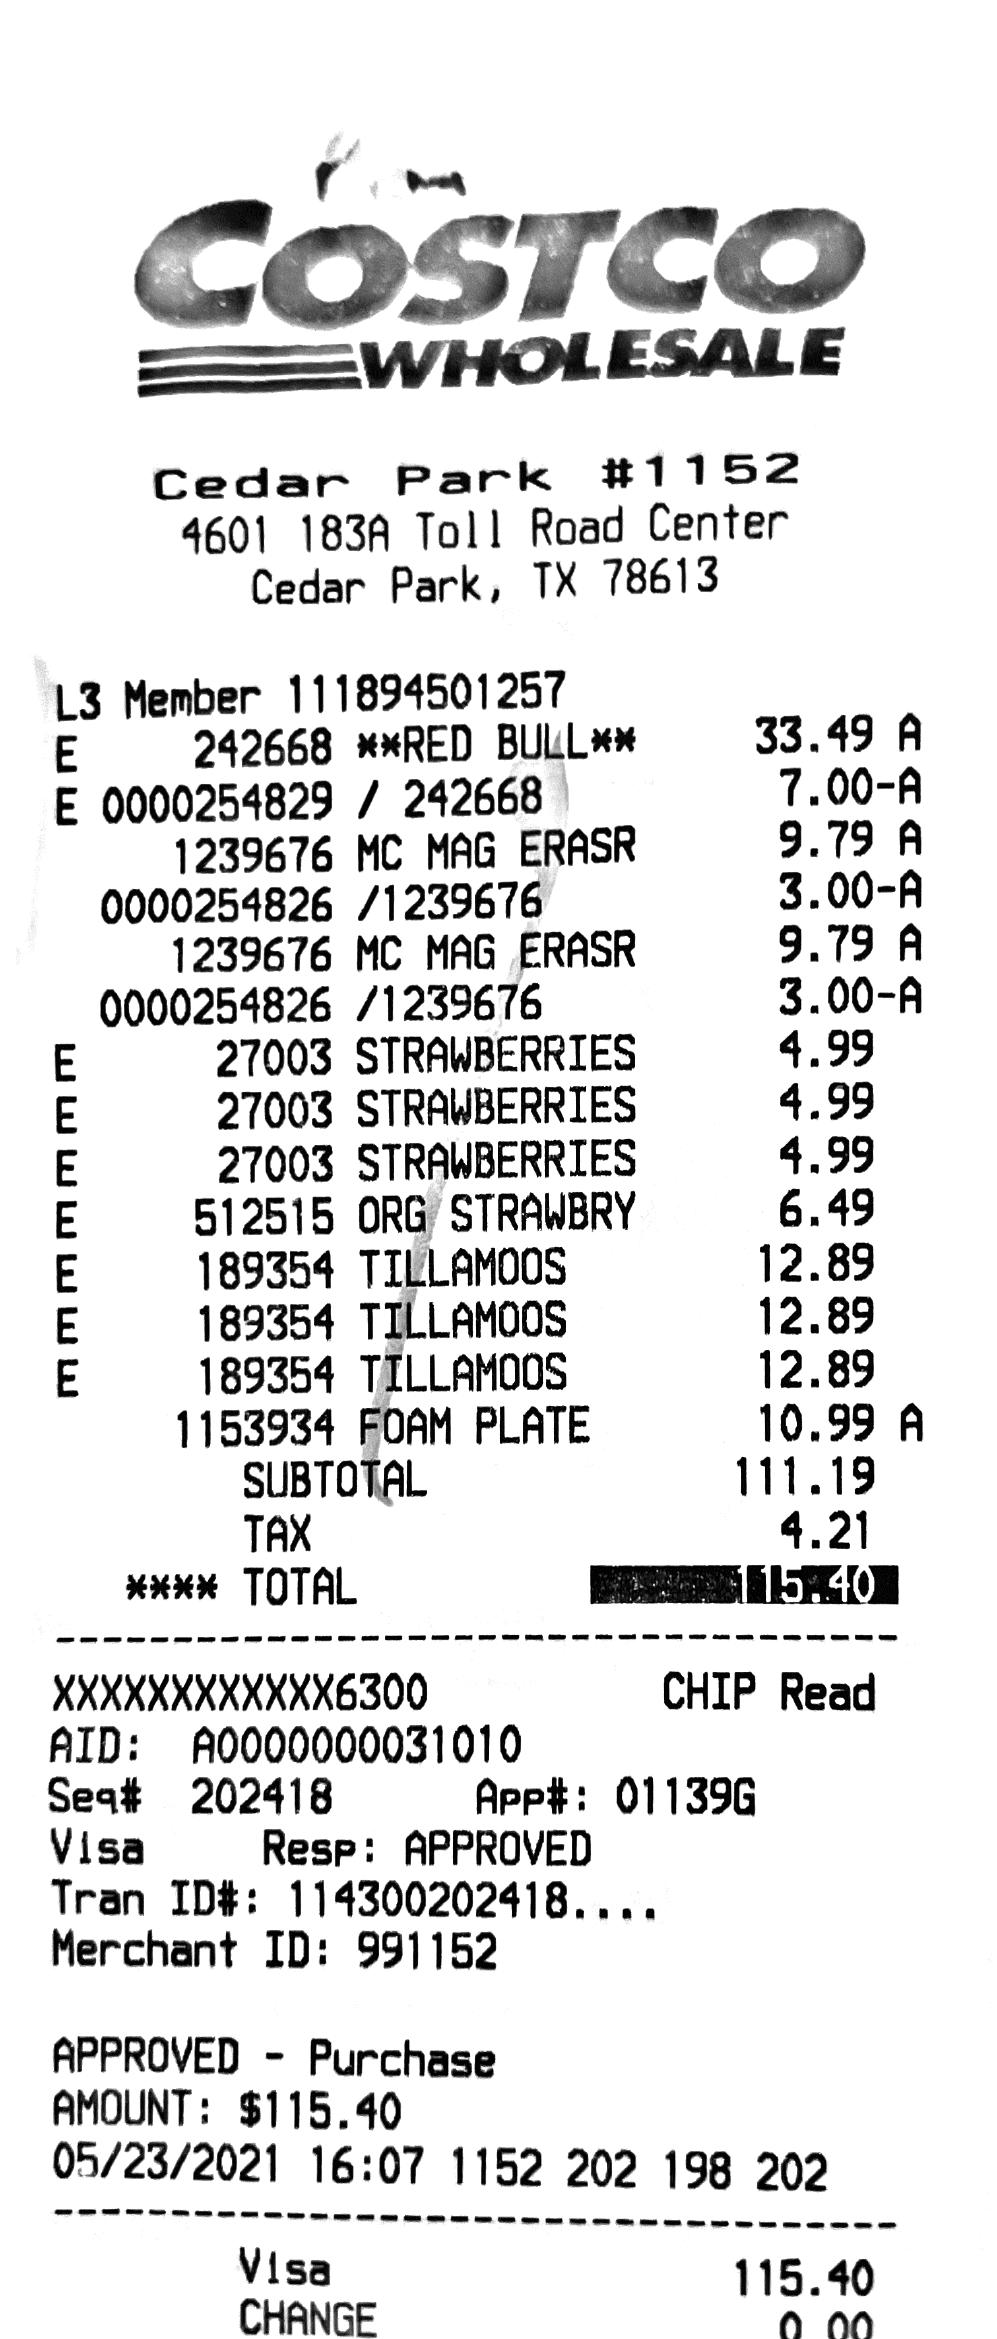 COSTCO
WHOLESALE
Cedar Park #1152
4601 183A Toll Road Center
Cedar Park, TX 78613
L3 Member 111894501257
E 242668 **RED BULL** 33.49 A
E 0000254829 / 242668 7.00-A
1239676 MC MAG ERASR 9.79 A
0000254826 /1239676 3.00-A
1239676 MC MAG ERASR 9.79 A
0000254826 /1239676 3.00-A
E 27003 STRAWBERRIES 4.99
E 27003 STRAWBERRIES 4.99
E 27003 STRAWBERRIES 4.99
E 512515 ORG STRAWBRY 6.49
E 189354 TILLAMOOS 12.89
E 189354 TILLAMOOS 12.89
E 189354 TILLAMOOS 12.89
1153934 FOAM PLATE 10.99 A
SUBTOTAL 111.19
TAX 4.21
**** TOTAL 115.40
------------------------------------
XXXXXXXXXXXX6300 CHIP Read
AID: A0000000031010
Seq# 202418 App#: 01139G
Visa Resp: APPROVED
Tran ID#: 114300202418....
Merchant ID: 991152
APPROVED - Purchase
AMOUNT: $115.40
05/23/2021 16:07 1152 202 198 202
------------------------------------
Visa 115.40
CHANGE 0.00